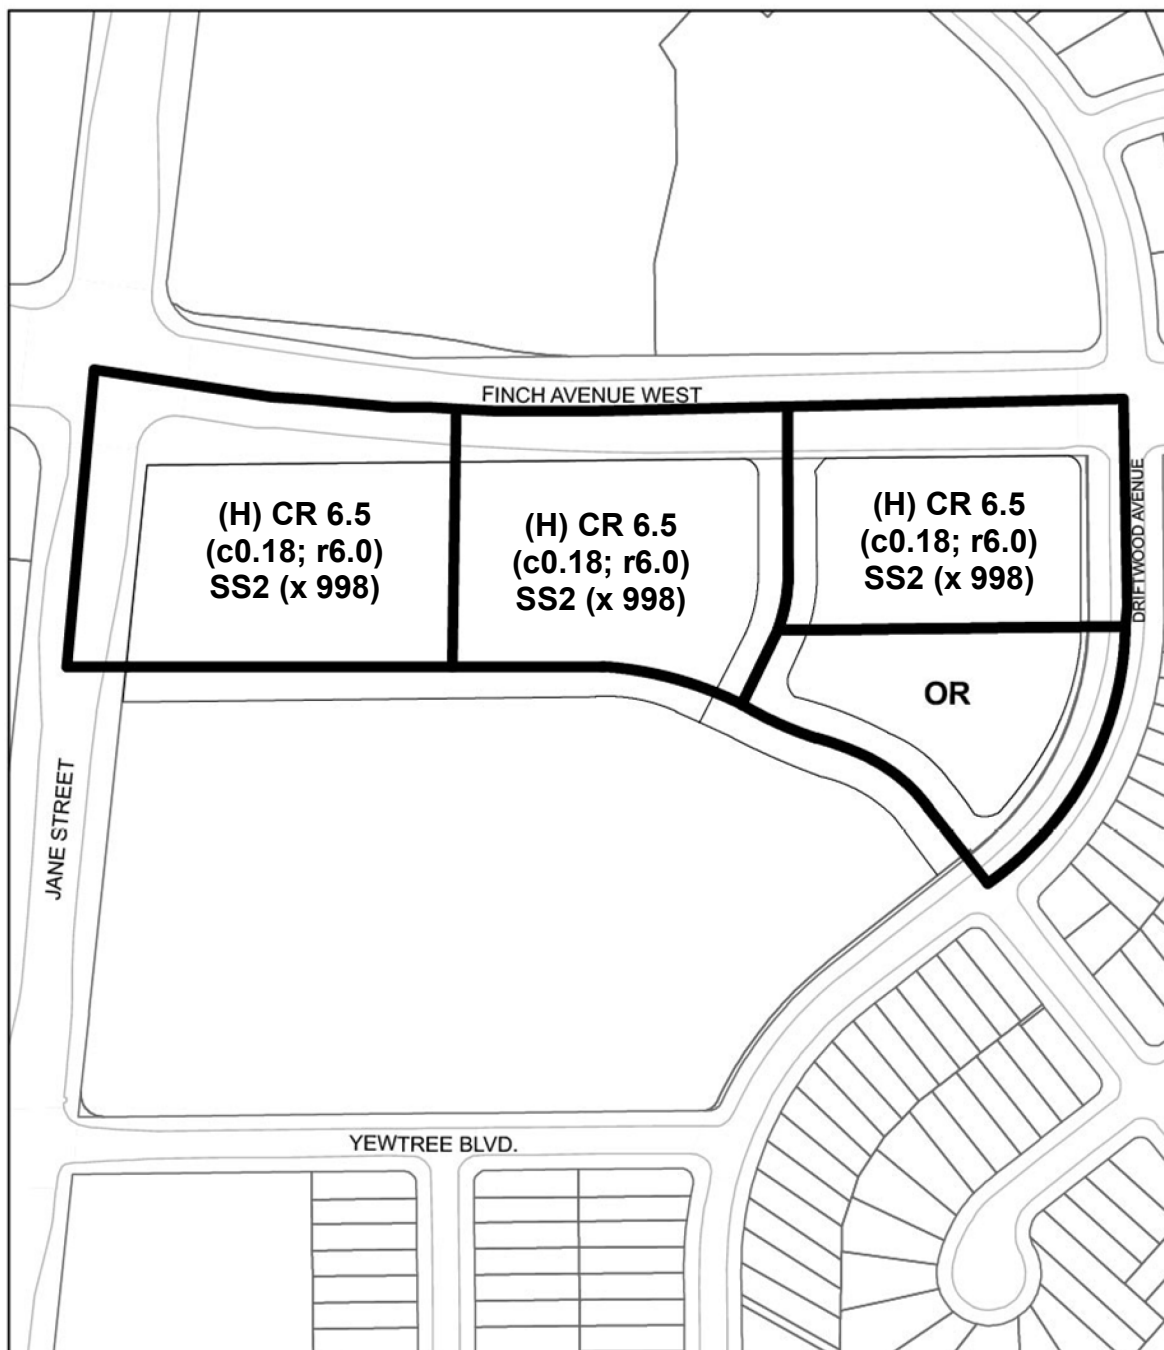 FINCH AVENUE WEST
(H) CR 6.5
(c0.18; r6.0)
SS2 (x 998)
(H) CR 6.5
(c0.18; r6.0)
SS2 (x 998)
(H) CR 6.5
(c0.18; r6.0)
SS2 (x 998)
DRIFTWOOD AVENUE
OR
JANE STREET
YEWTREE BLVD.